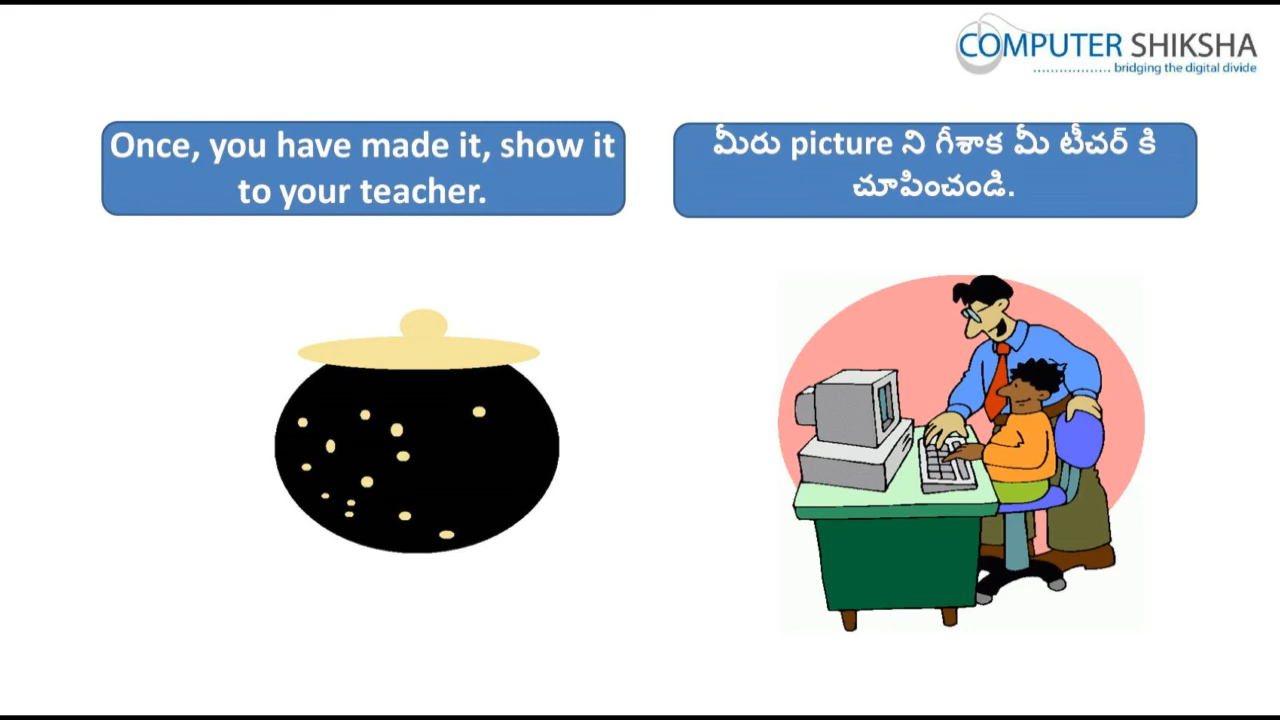 COMPUTER SHIKSHA
.................. bridging the digital divide
Once, you have made it, show it
to your teacher.
మీరు picture ని గీశాక మీ టీచర్ కి
చూపించండి.